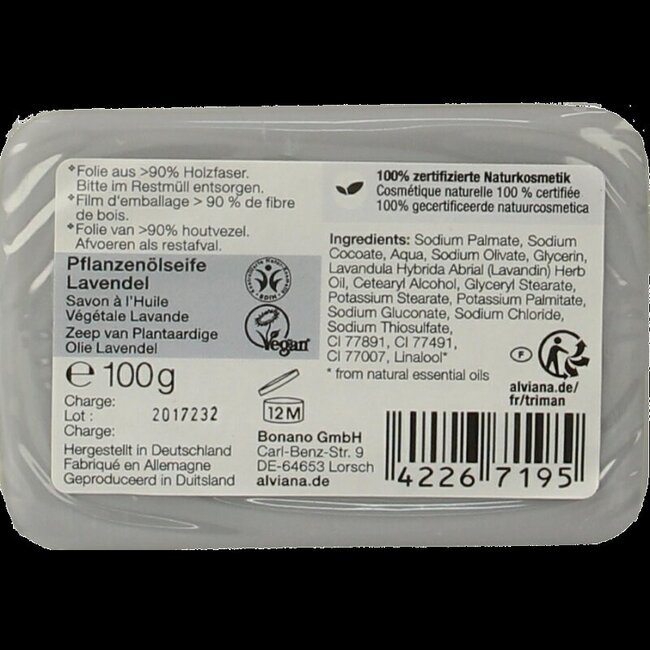 *Folie aus >90% Holzfaser.
Bitte im Restmüll entsorgen.
*Film d'emballage > 90 % de fibre
de bois.
*Folie van >90% houtvezel.
Afvoeren als restafval.
Pflanzenölseife
Lavendel
Savon à l'Huile
Végétale Lavande
Zeep van Plantaardige
Olie Lavendel
BDIH
Vegan
℮ 100g
Charge:
Lot : 2017232
Charge:
Hergestellt in Deutschland
Fabriqué en Allemagne
Geproduceerd in Duitsland
12M
Bonano GmbH
Carl-Benz-Str. 9
DE-64653 Lorsch
alviana.de
100% zertifizierte Naturkosmetik
Cosmétique naturelle 100 % certifiée
100% gecertificeerde natuurcosmetica
Ingredients: Sodium Palmate, Sodium
Cocoate, Aqua, Sodium Olivate, Glycerin,
Lavandula Hybrida Abrial (Lavandin) Herb
Oil, Cetearyl Alcohol, Glyceryl Stearate,
Potassium Stearate, Potassium Palmitate,
Sodium Gluconate, Sodium Chloride,
Sodium Thiosulfate,
CI 77891, CI 77491,
CI 77007, Linalool*
* from natural essential oils
F
alviana.de/
fr/triman
4226 7195